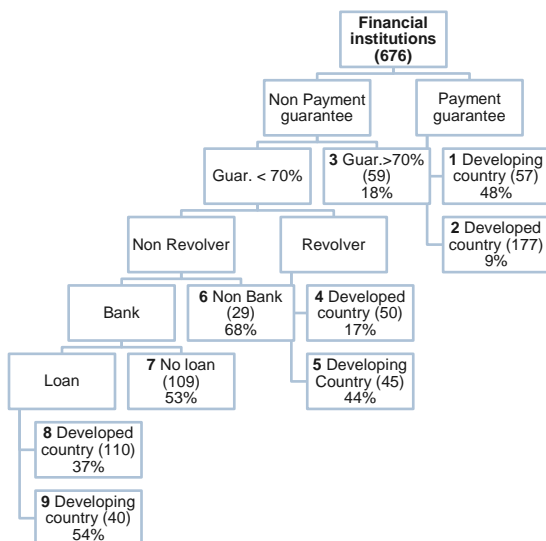 Financial
institutions
(676)
Non Payment
guarantee
Payment
guarantee
Guar. < 70%
3 Guar.>70%
(59)
18%
1 Developing
country (57)
48%
2 Developed
country (177)
9%
Non Revolver
Revolver
Bank
6 Non Bank
(29)
68%
4 Developed
country (50)
17%
Loan
7 No loan
(109)
53%
5 Developing
Country (45)
44%
8 Developed
country (110)
37%
9 Developing
country (40)
54%